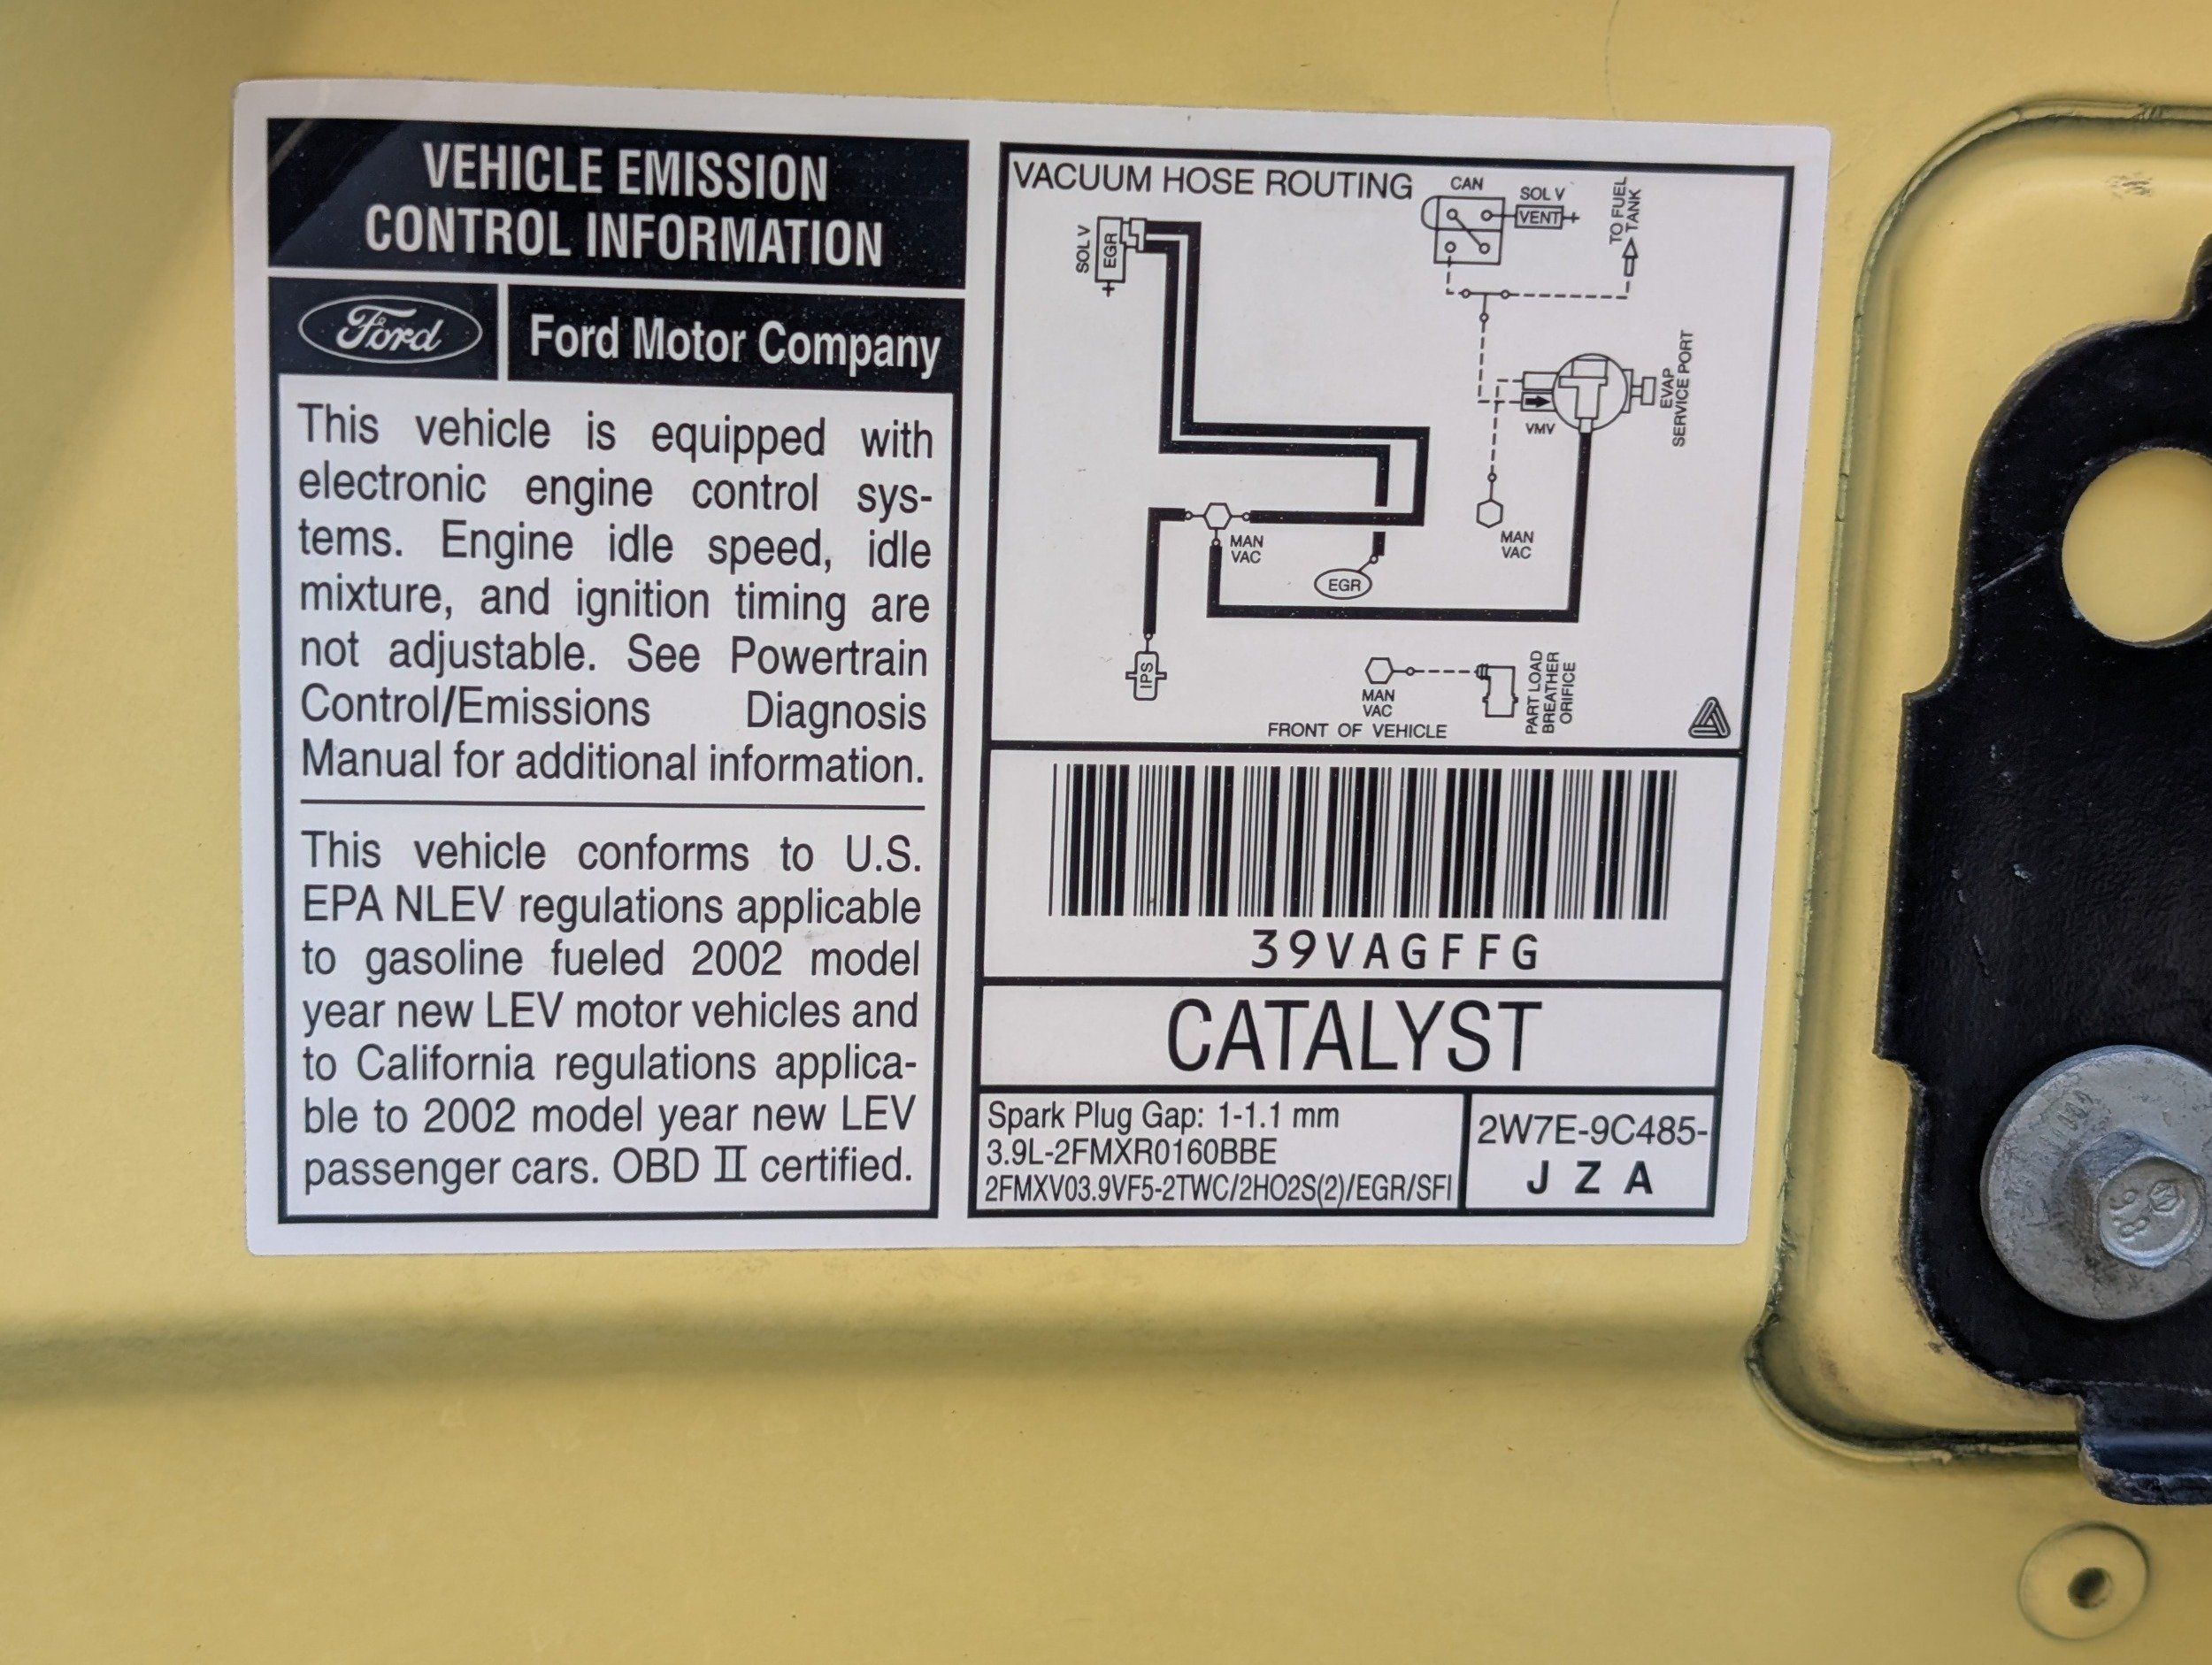 VEHICLE EMISSION
CONTROL INFORMATION
Ford
Ford Motor Company
This vehicle is equipped with
electronic engine control sys-
tems. Engine idle speed, idle
mixture, and ignition timing are
not adjustable. See Powertrain
Control/Emissions Diagnosis
Manual for additional information.
This vehicle conforms to U.S.
EPA NLEV regulations applicable
to gasoline fueled 2002 model
year new LEV motor vehicles and
to California regulations applica-
ble to 2002 model year new LEV
passenger cars. OBD II certified.
VACUUM HOSE ROUTING
CAN
SOL V
VENT +
TO FUEL
TANK
SOL V
EGR
+
EVAP
SERVICE PORT
VMV
MAN
VAC
MAN
VAC
EGR
IPS
MAN
VAC
PART LOAD
BREATHER
ORIFICE
FRONT OF VEHICLE
39VAGFFG
CATALYST
Spark Plug Gap: 1-1.1 mm
3.9L-2FMXR0160BBE
2FMXV03.9VF5-2TWC/2HO2S(2)/EGR/SFI
2W7E-9C485-
J Z A
98